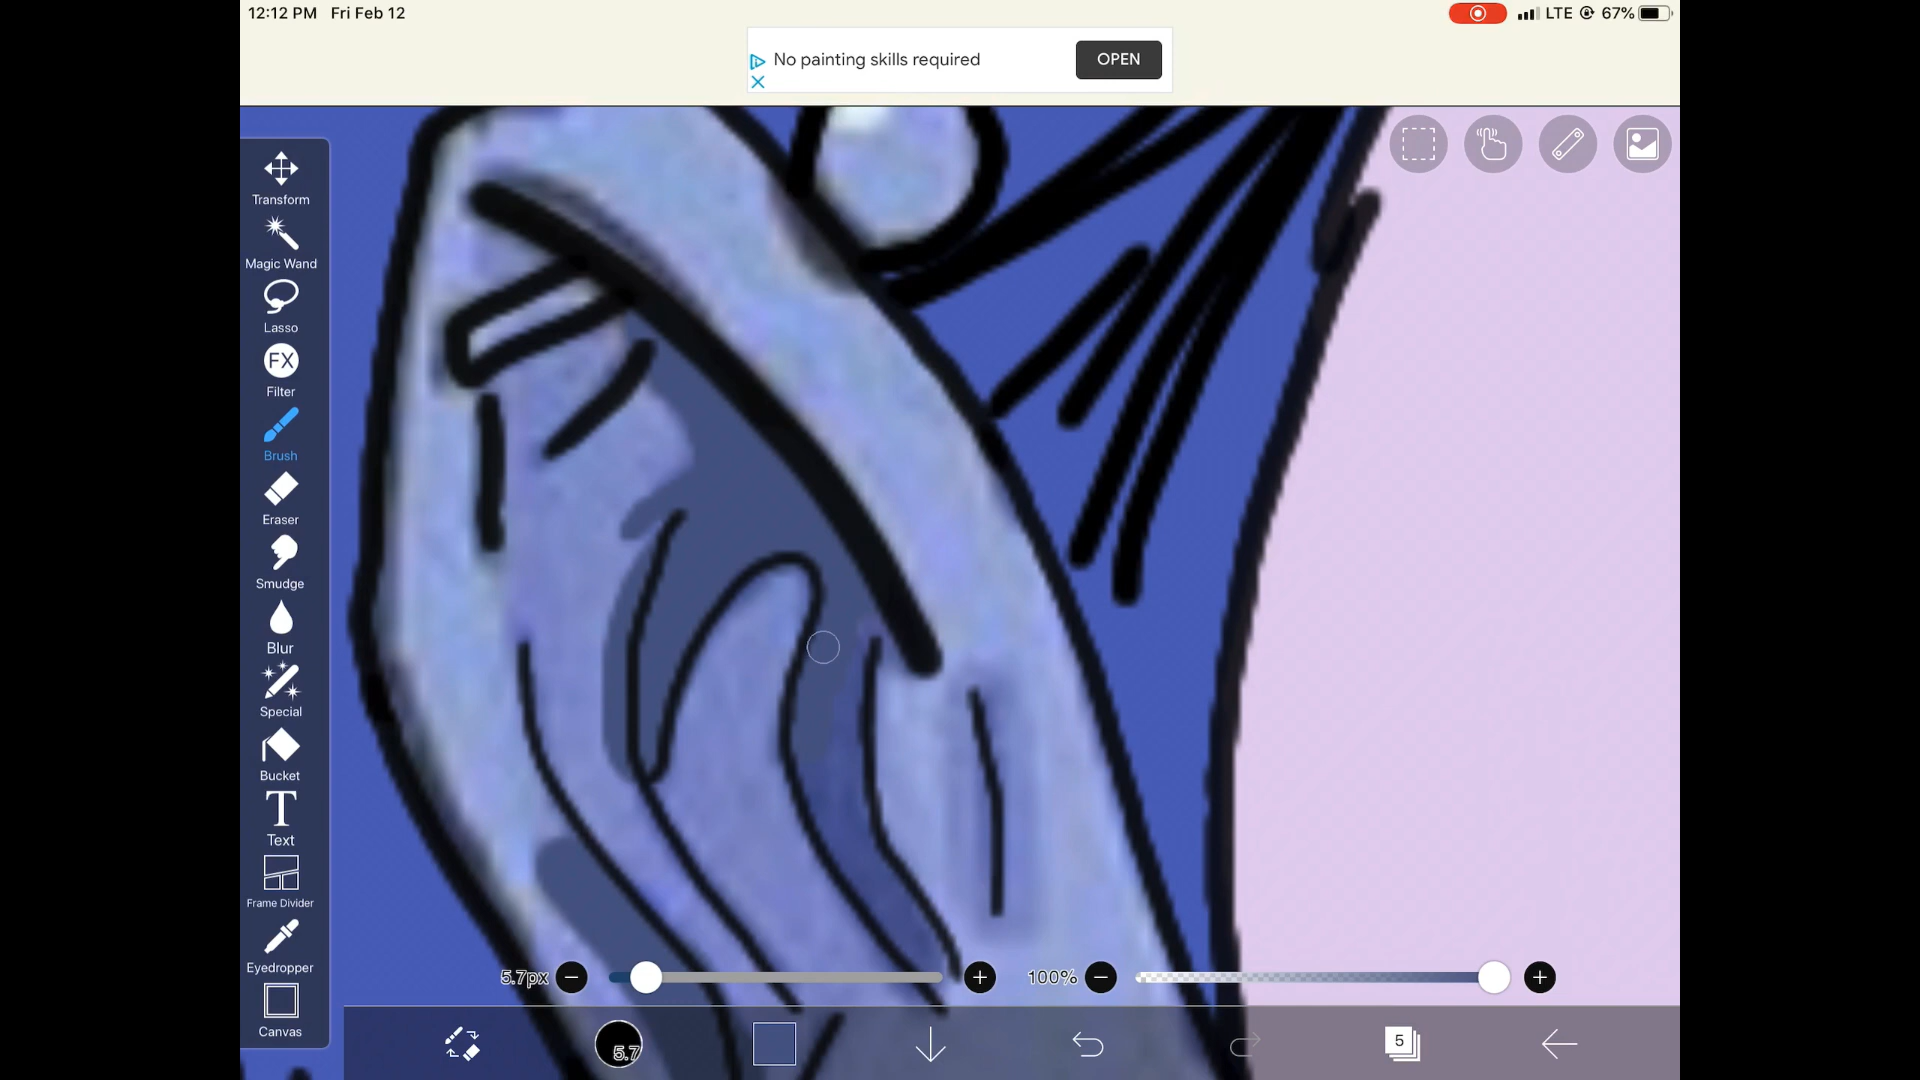 12:12 PM Fri Feb 12
LTE 67%
No painting skills required
OPEN
Transform
Magic Wand
Lasso
FX
Filter
Brush
Eraser
Smudge
Blur
Special
Bucket
T
Text
Frame Divider
Eyedropper
Canvas
5.7px
100%
5.7
5